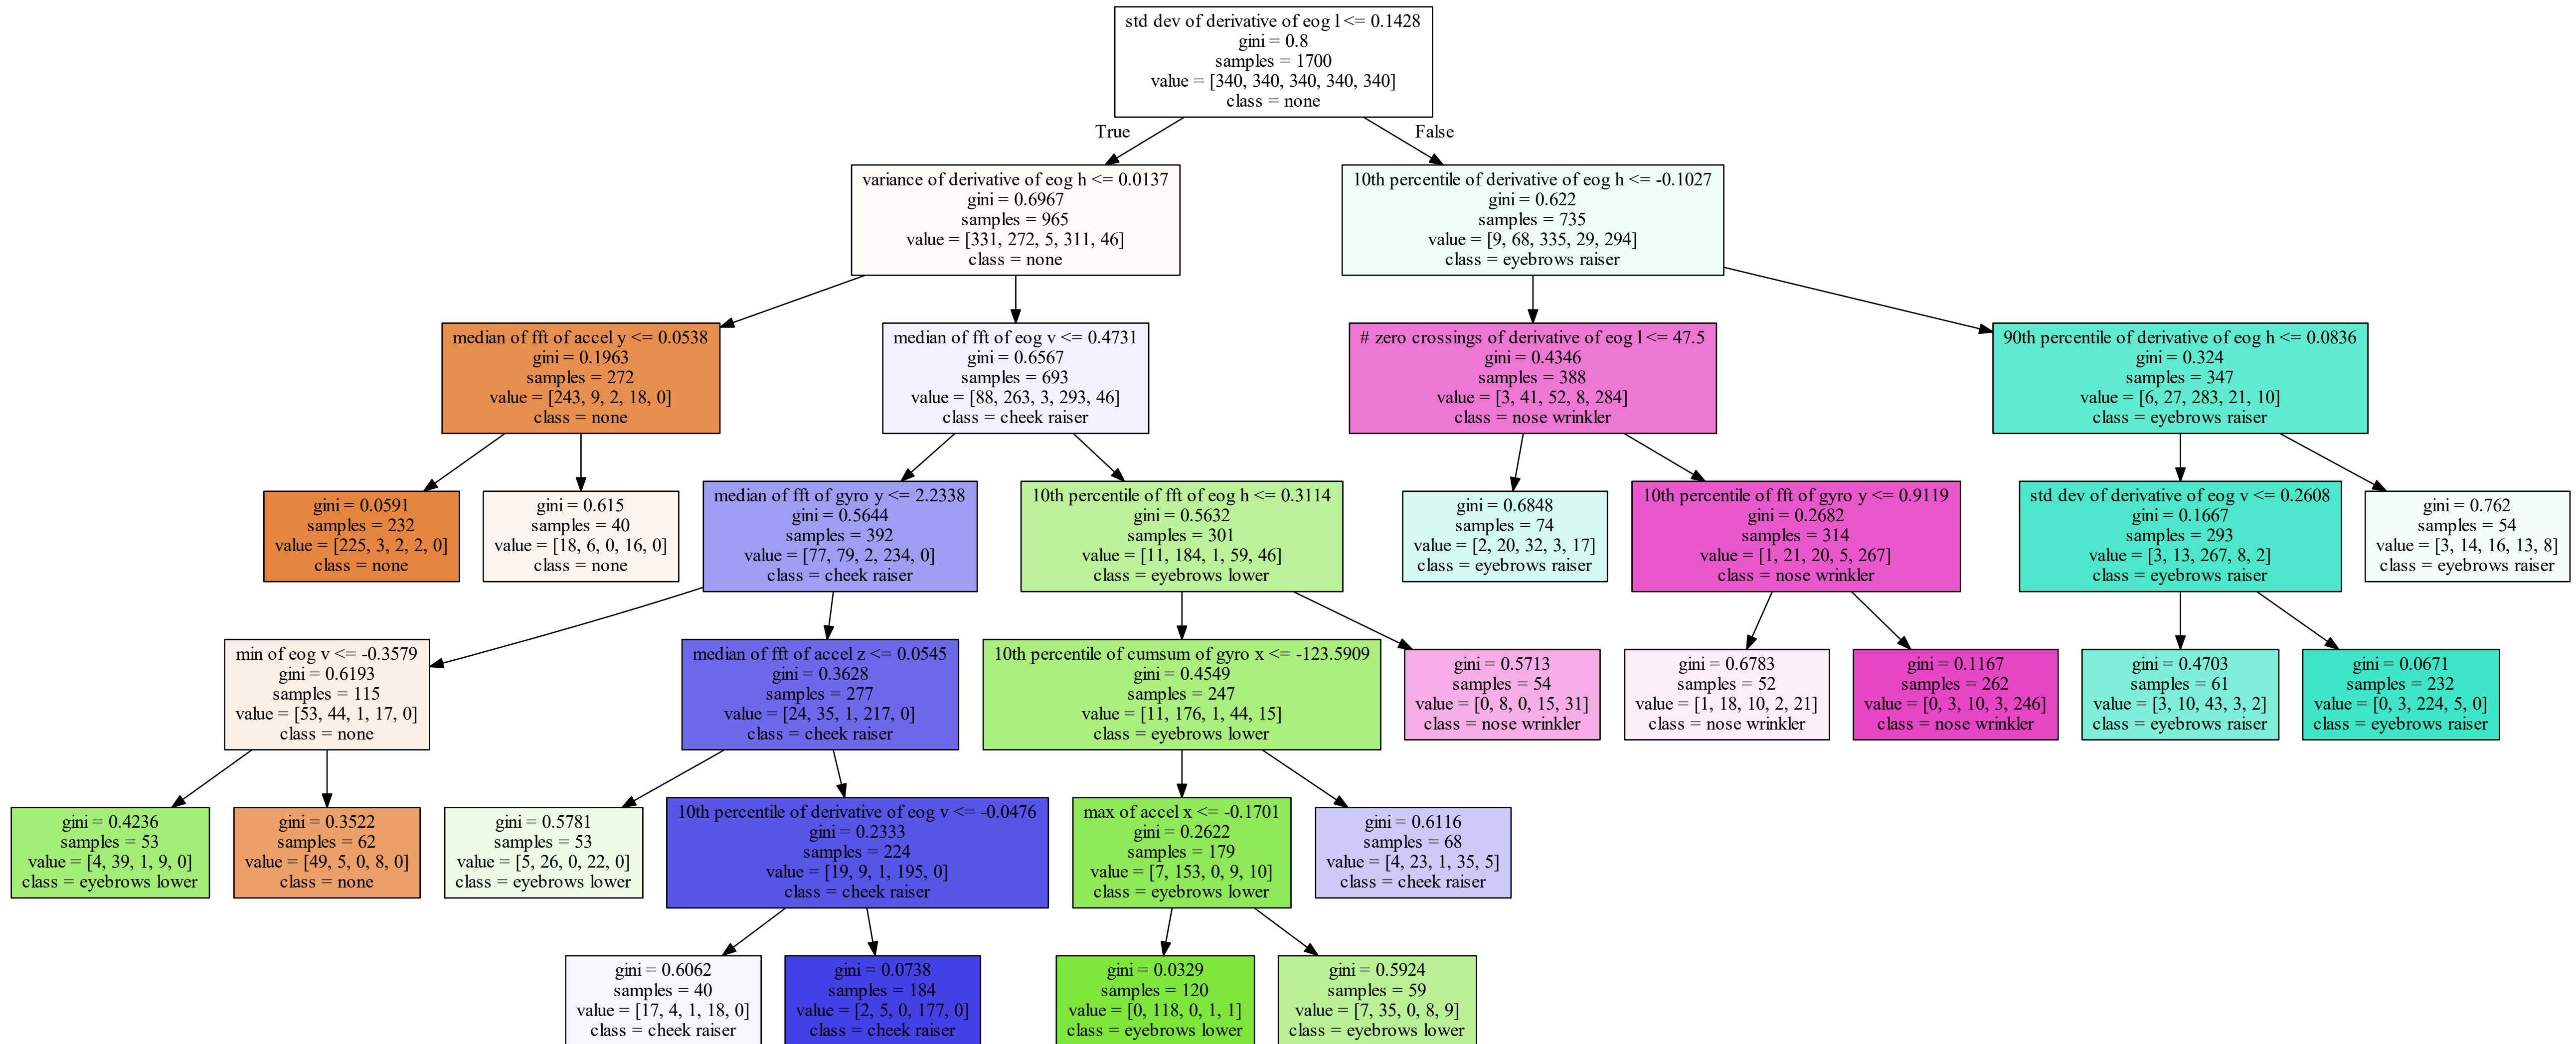 std dev of derivative of eog l <= 0.1428
gini = 0.8
samples = 1700
value = [340, 340, 340, 340, 340]
class = none
True
False
variance of derivative of eog h <= 0.0137
gini = 0.6967
samples = 965
value = [331, 272, 5, 311, 46]
class = none
10th percentile of derivative of eog h <= -0.1027
gini = 0.622
samples = 735
value = [9, 68, 335, 29, 294]
class = eyebrows raiser
median of fft of accel y <= 0.0538
gini = 0.1963
samples = 272
value = [243, 9, 2, 18, 0]
class = none
median of fft of eog v <= 0.4731
gini = 0.6567
samples = 693
value = [88, 263, 3, 293, 46]
class = cheek raiser
# zero crossings of derivative of eog l <= 47.5
gini = 0.4346
samples = 388
value = [3, 41, 52, 8, 284]
class = nose wrinkler
90th percentile of derivative of eog h <= 0.0836
gini = 0.324
samples = 347
value = [6, 27, 283, 21, 10]
class = eyebrows raiser
gini = 0.0591
samples = 232
value = [225, 3, 2, 2, 0]
class = none
gini = 0.615
samples = 40
value = [18, 6, 0, 16, 0]
class = none
median of fft of gyro y <= 2.2338
gini = 0.5644
samples = 392
value = [77, 79, 2, 234, 0]
class = cheek raiser
10th percentile of fft of eog h <= 0.3114
gini = 0.5632
samples = 301
value = [11, 184, 1, 59, 46]
class = eyebrows lower
gini = 0.6848
samples = 74
value = [2, 20, 32, 3, 17]
class = eyebrows raiser
10th percentile of fft of gyro y <= 0.9119
gini = 0.2682
samples = 314
value = [1, 21, 20, 5, 267]
class = nose wrinkler
std dev of derivative of eog v <= 0.2608
gini = 0.1667
samples = 293
value = [3, 13, 267, 8, 2]
class = eyebrows raiser
gini = 0.762
samples = 54
value = [3, 14, 16, 13, 8]
class = eyebrows raiser
min of eog v <= -0.3579
gini = 0.6193
samples = 115
value = [53, 44, 1, 17, 0]
class = none
median of fft of accel z <= 0.0545
gini = 0.3628
samples = 277
value = [24, 35, 1, 217, 0]
class = cheek raiser
10th percentile of cumsum of gyro x <= -123.5909
gini = 0.4549
samples = 247
value = [11, 176, 1, 44, 15]
class = eyebrows lower
gini = 0.5713
samples = 54
value = [0, 8, 0, 15, 31]
class = nose wrinkler
gini = 0.6783
samples = 52
value = [1, 18, 10, 2, 21]
class = nose wrinkler
gini = 0.1167
samples = 262
value = [0, 3, 10, 3, 246]
class = nose wrinkler
gini = 0.4703
samples = 61
value = [3, 10, 43, 3, 2]
class = eyebrows raiser
gini = 0.0671
samples = 232
value = [0, 3, 224, 5, 0]
class = eyebrows raiser
gini = 0.4236
samples = 53
value = [4, 39, 1, 9, 0]
class = eyebrows lower
gini = 0.3522
samples = 62
value = [49, 5, 0, 8, 0]
class = none
gini = 0.5781
samples = 53
value = [5, 26, 0, 22, 0]
class = eyebrows lower
10th percentile of derivative of eog v <= -0.0476
gini = 0.2333
samples = 224
value = [19, 9, 1, 195, 0]
class = cheek raiser
max of accel x <= -0.1701
gini = 0.2622
samples = 179
value = [7, 153, 0, 9, 10]
class = eyebrows lower
gini = 0.6116
samples = 68
value = [4, 23, 1, 35, 5]
class = cheek raiser
gini = 0.6062
samples = 40
value = [17, 4, 1, 18, 0]
class = cheek raiser
gini = 0.0738
samples = 184
value = [2, 5, 0, 177, 0]
class = cheek raiser
gini = 0.0329
samples = 120
value = [0, 118, 0, 1, 1]
class = eyebrows lower
gini = 0.5924
samples = 59
value = [7, 35, 0, 8, 9]
class = eyebrows lower